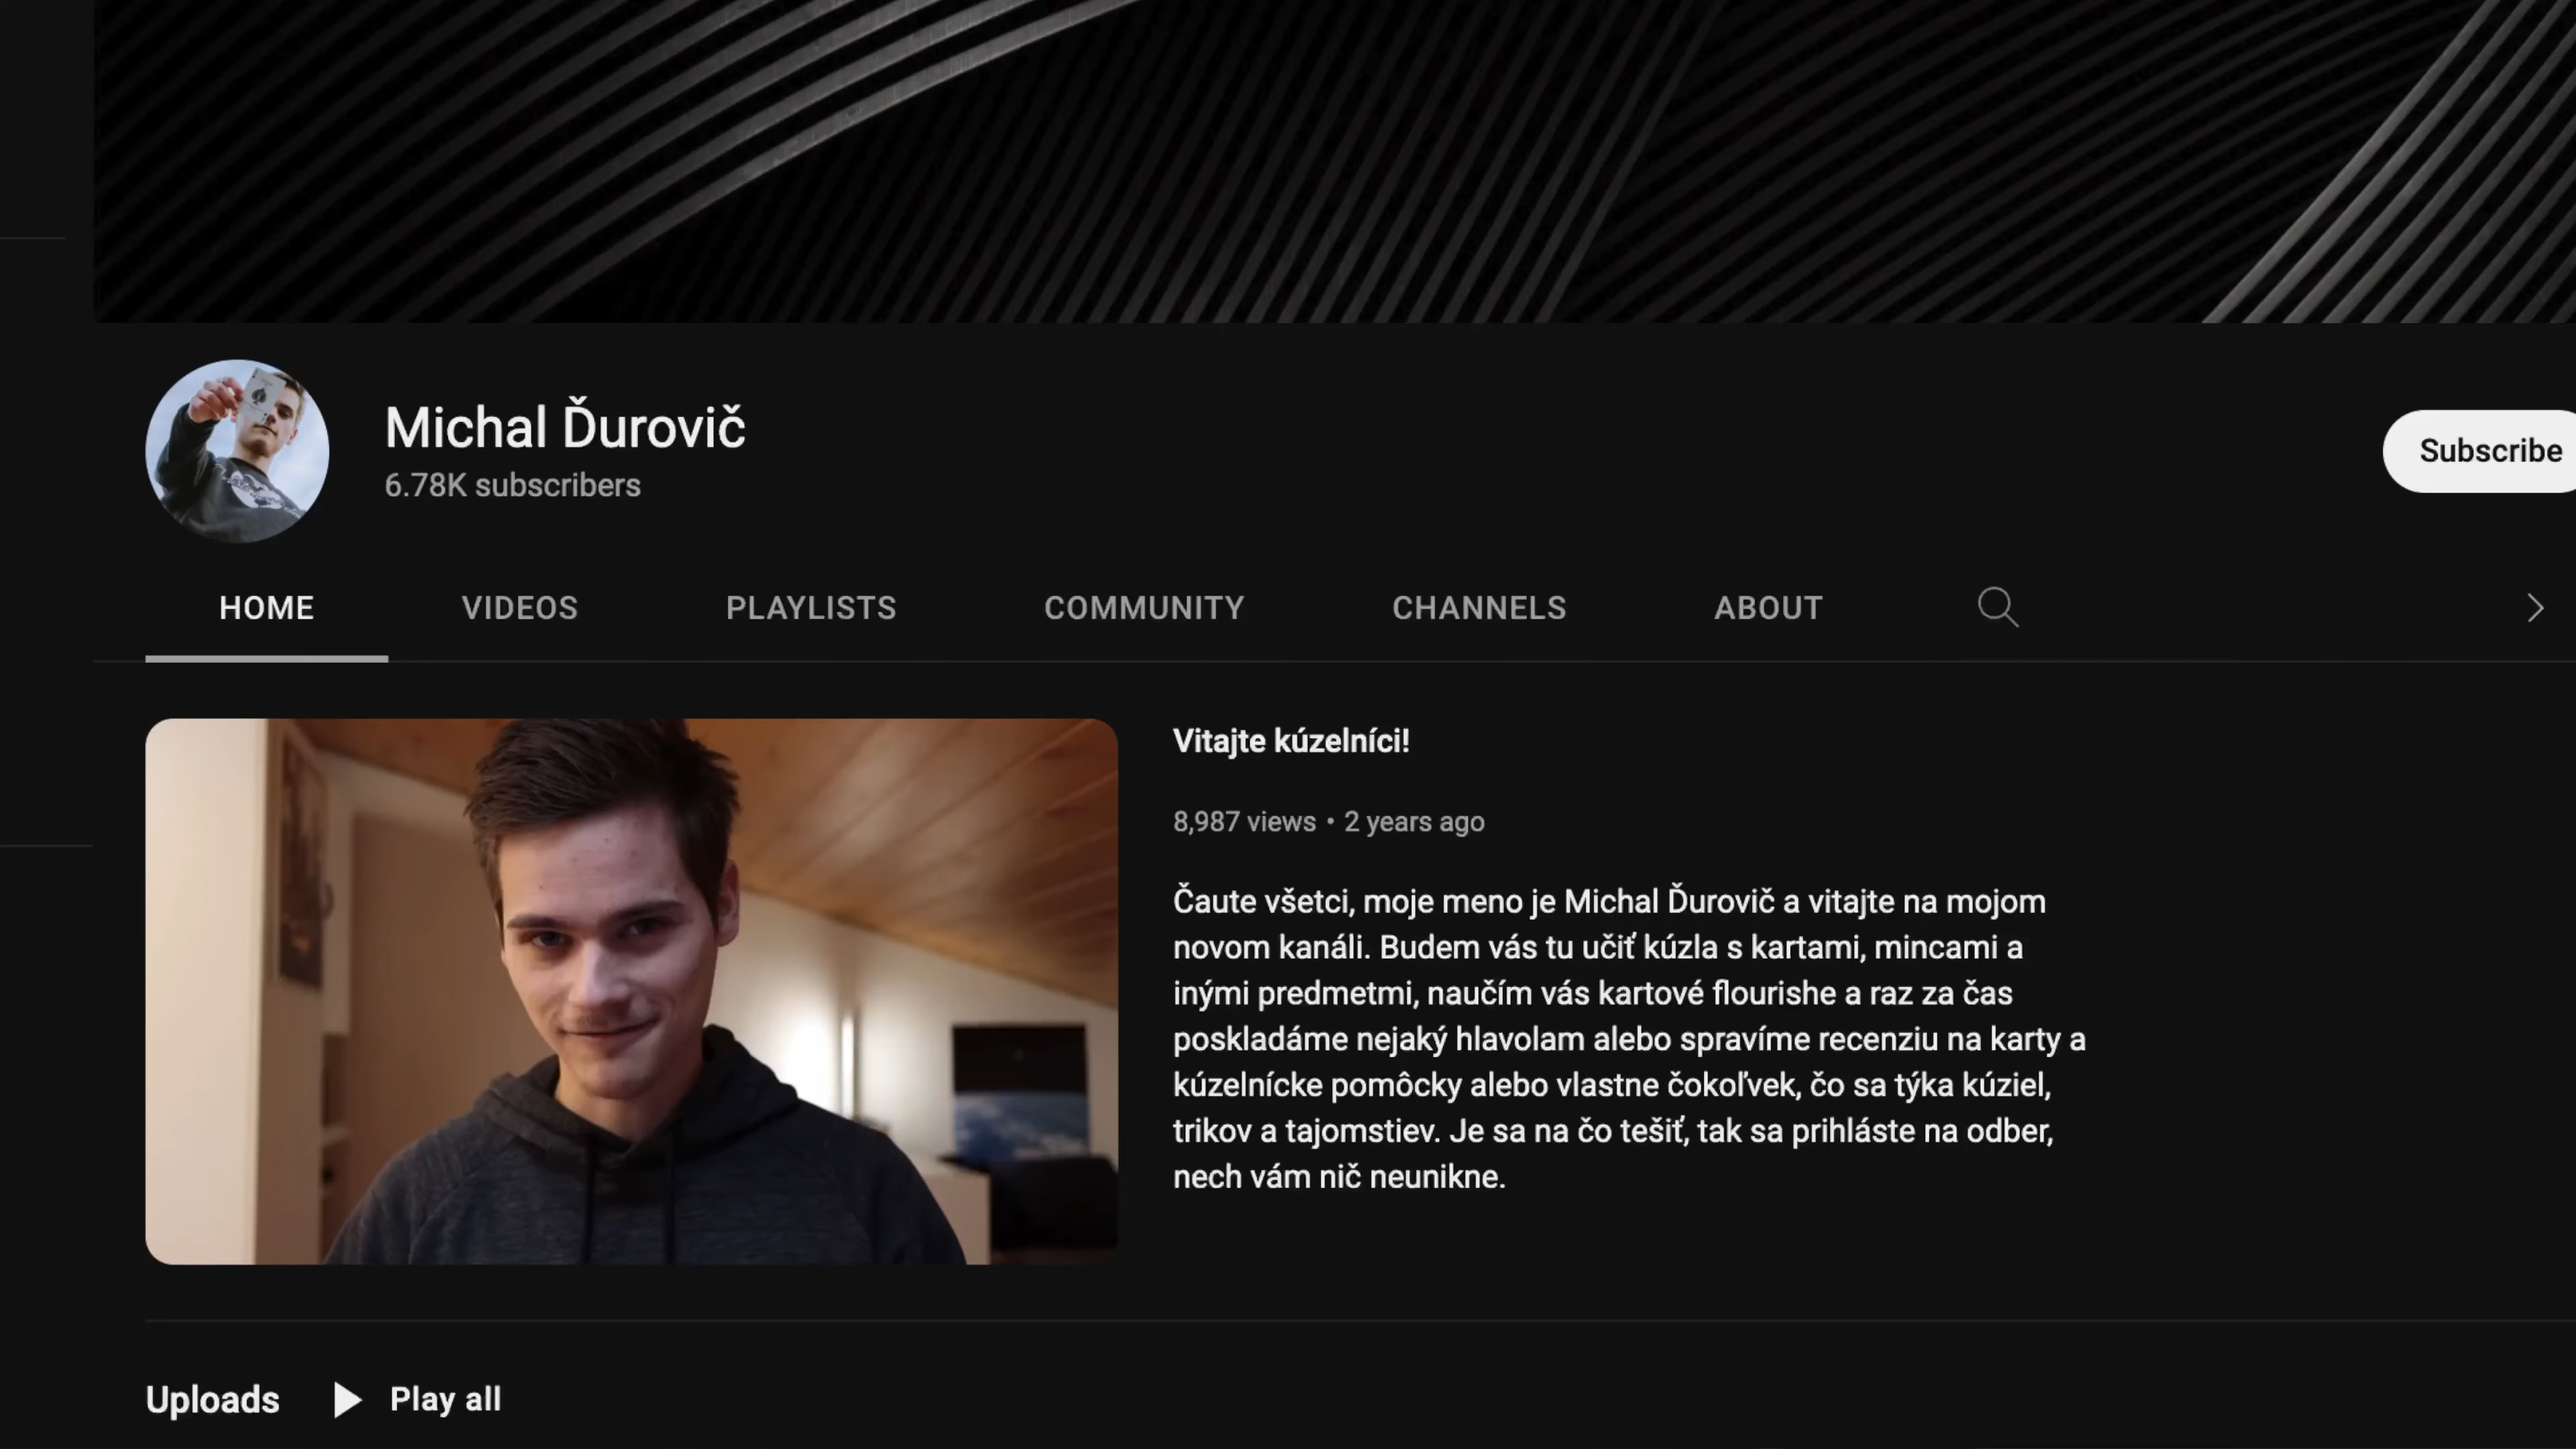 Michal Ďurovič
6.78K subscribers
Subscribe
HOME
VIDEOS
PLAYLISTS
COMMUNITY
CHANNELS
ABOUT
Vitajte kúzelníci!
8,987 views • 2 years ago
Čaute všetci, moje meno je Michal Ďurovič a vitajte na mojom
novom kanáli. Budem vás tu učiť kúzla s kartami, mincami a
inými predmetmi, naučím vás kartové flourishe a raz za čas
poskladáme nejaký hlavolam alebo spravíme recenziu na karty a
kúzelnícke pomôcky alebo vlastne čokoľvek, čo sa týka kúziel,
trikov a tajomstiev. Je sa na čo tešiť, tak sa prihláste na odber,
nech vám nič neunikne.
Uploads
Play all